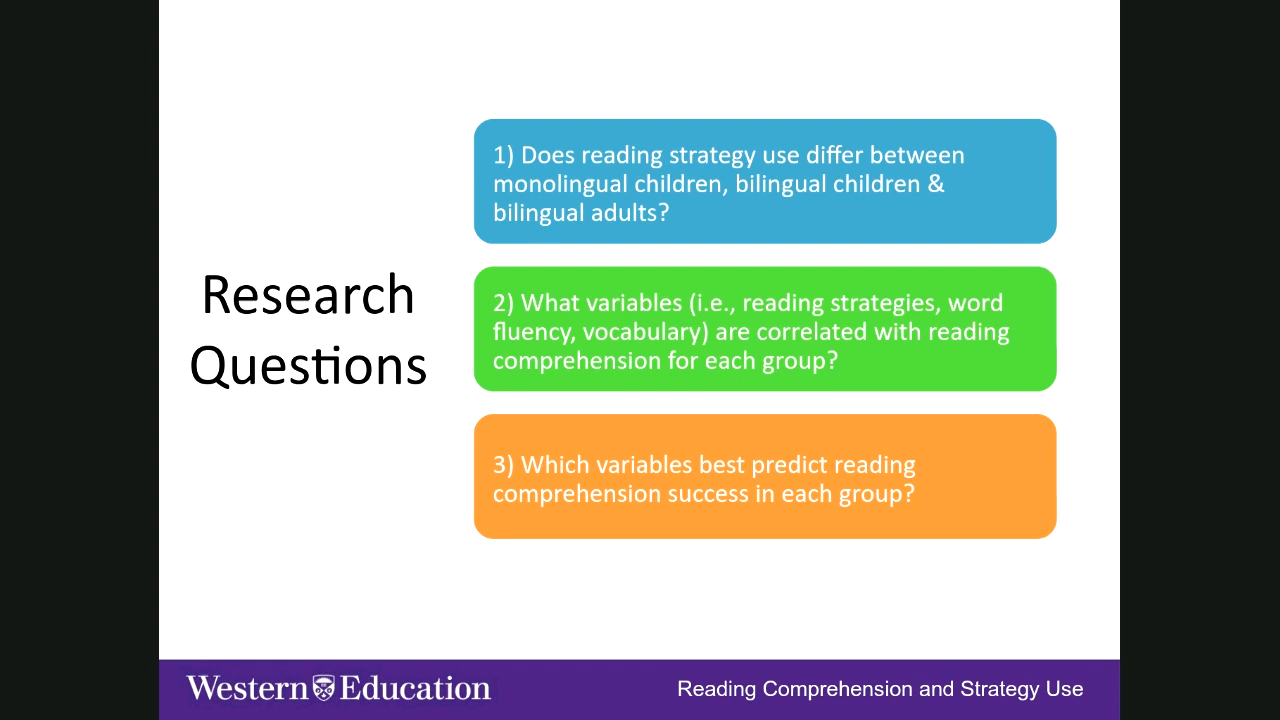 Research
Questions
1) Does reading strategy use differ between
monolingual children, bilingual children &
bilingual adults?
2) What variables (i.e., reading strategies, word
fluency, vocabulary) are correlated with reading
comprehension for each group?
3) Which variables best predict reading
comprehension success in each group?
Western Education
Reading Comprehension and Strategy Use